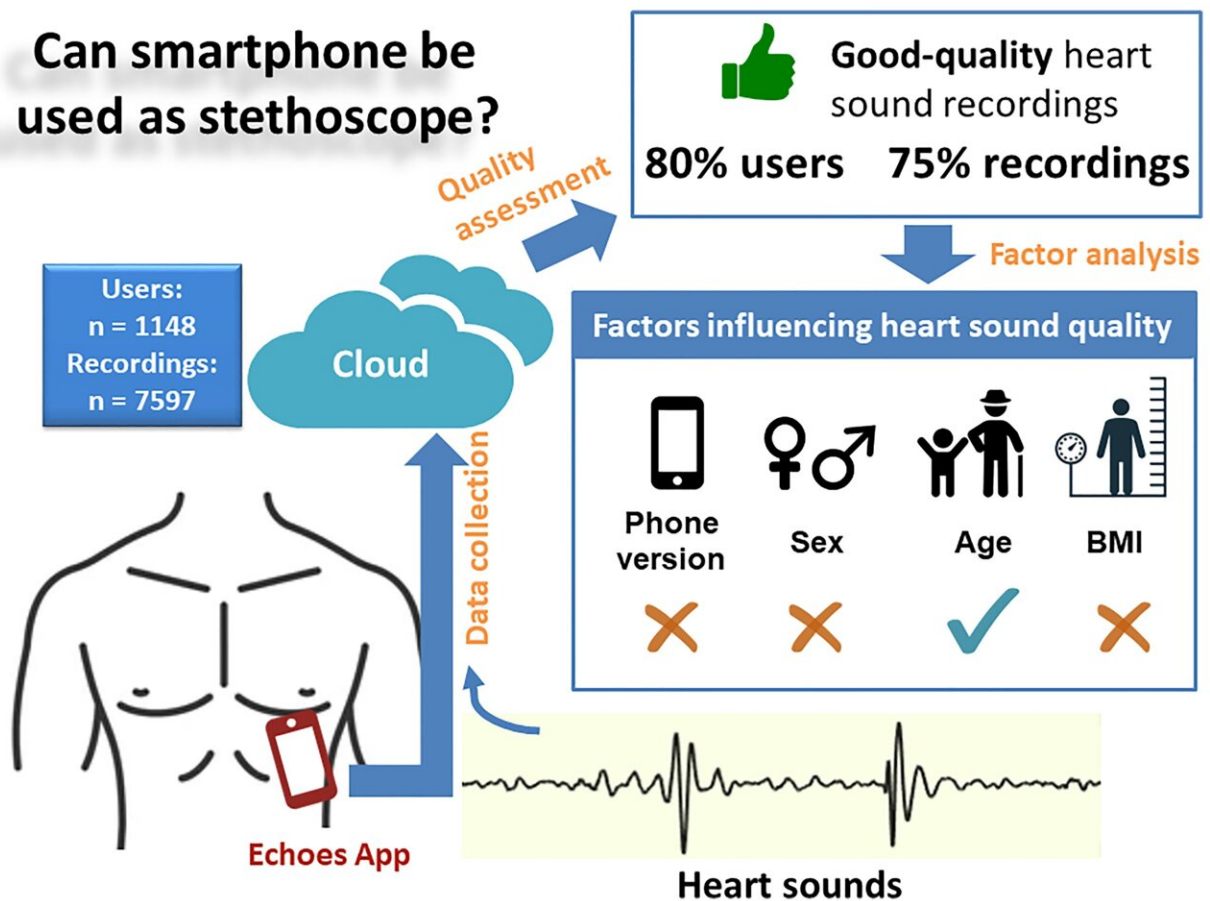 Can smartphone be
used as stethoscope?
Good-quality heart
sound recordings
80% users 75% recordings
Quality
assessment
Factor analysis
Users:
n = 1148
Recordings:
n = 7597
Cloud
Factors influencing heart sound quality
Phone
version
Sex
Age
BMI
Data collection
Echoes App
Heart sounds